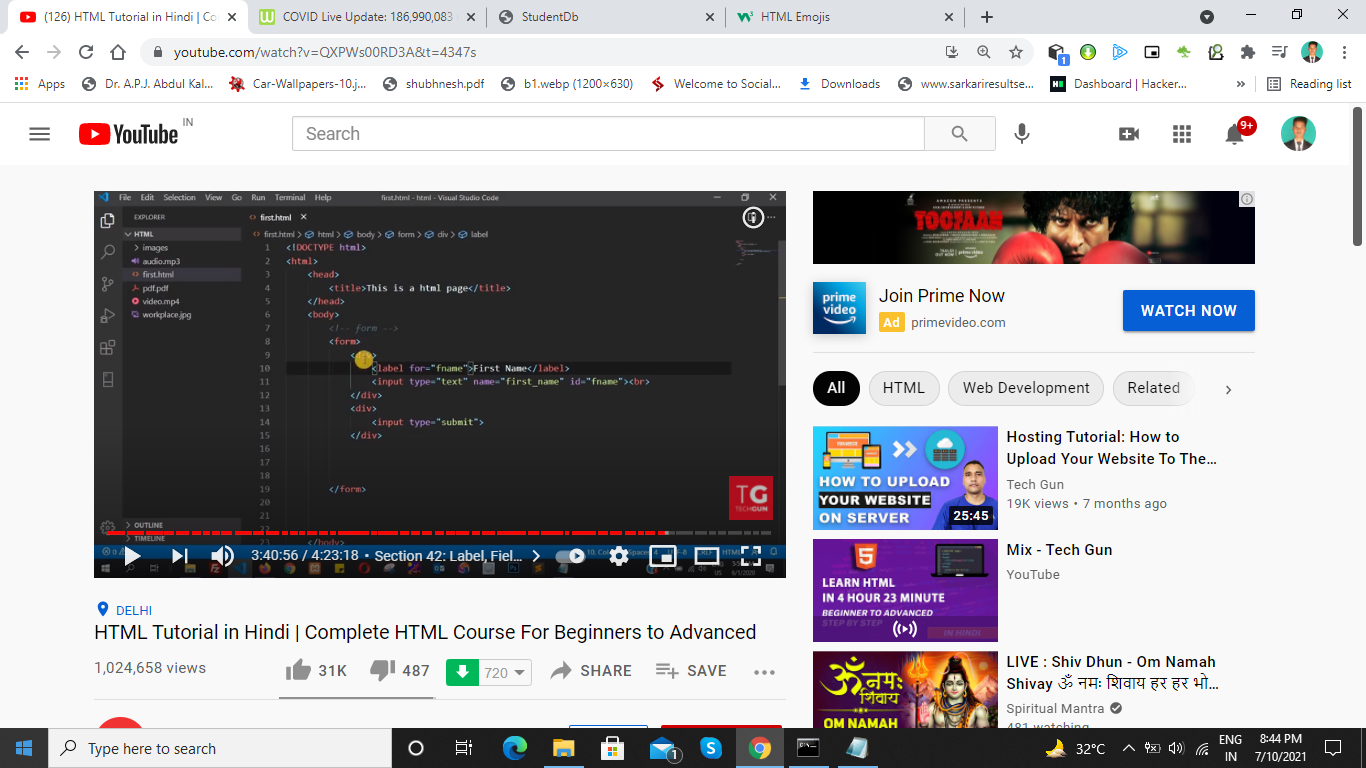 (126) HTML Tutorial in Hindi | Co
COVID Live Update: 186,990,083
StudentDb
HTML Emojis
youtube.com/watch?v=QXPWs00RD3A&t=4347s
1
Apps
Dr. A.P.J. Abdul Kal...
Car-Wallpapers-10.j...
shubhnesh.pdf
b1.webp (1200×630)
Welcome to Social...
Downloads
www.sarkariresultse...
Dashboard | Hacker...
»
Reading list
YouTube IN
Search
9+
File Edit Selection View Go Run Terminal Help
first.html - html - Visual Studio Code
EXPLORER
first.html
HTML
first.html > html > body > form > div > label
images
audio.mp3
first.html
pdf.pdf
video.mp4
workplace.jpg
1 <!DOCTYPE html>
2 <html>
3 <head>
4 <title>This is a html page</title>
5 </head>
6 <body>
7 <!-- form -->
8 <form>
9
10 <label for="fname">First Name</label>
11 <input type="text" name="first_name" id="fname"><br>
12 </div>
13 <div>
14 <input type="submit">
15 </div>
16
17
18
19 </form>
20
21
22
</body>
OUTLINE
TIMELINE
TG
TECHGUN
3:40:56 / 4:23:18 • Section 42: Label, Fiel...
DELHI
HTML Tutorial in Hindi | Complete HTML Course For Beginners to Advanced
1,024,658 views
31K
487
720
SHARE
SAVE
AMAZON PRESENTS
TOOFAAN
prime video
Join Prime Now
Ad primevideo.com
WATCH NOW
All
HTML
Web Development
Related
HOW TO UPLOAD
YOUR WEBSITE
ON SERVER
25:45
Hosting Tutorial: How to
Upload Your Website To The...
Tech Gun
19K views • 7 months ago
5
LEARN HTML
IN 4 HOUR 23 MINUTE
BEGINNER TO ADVANCED
STEP BY STEP
IN HINDI
Mix - Tech Gun
YouTube
ॐ नमः
शिवाय
OM NAMAH
LIVE : Shiv Dhun - Om Namah
Shivay ॐ नमः शिवाय हर हर भो...
Spiritual Mantra
481 watching
Type here to search
1
32°C
ENG
IN
8:44 PM
7/10/2021